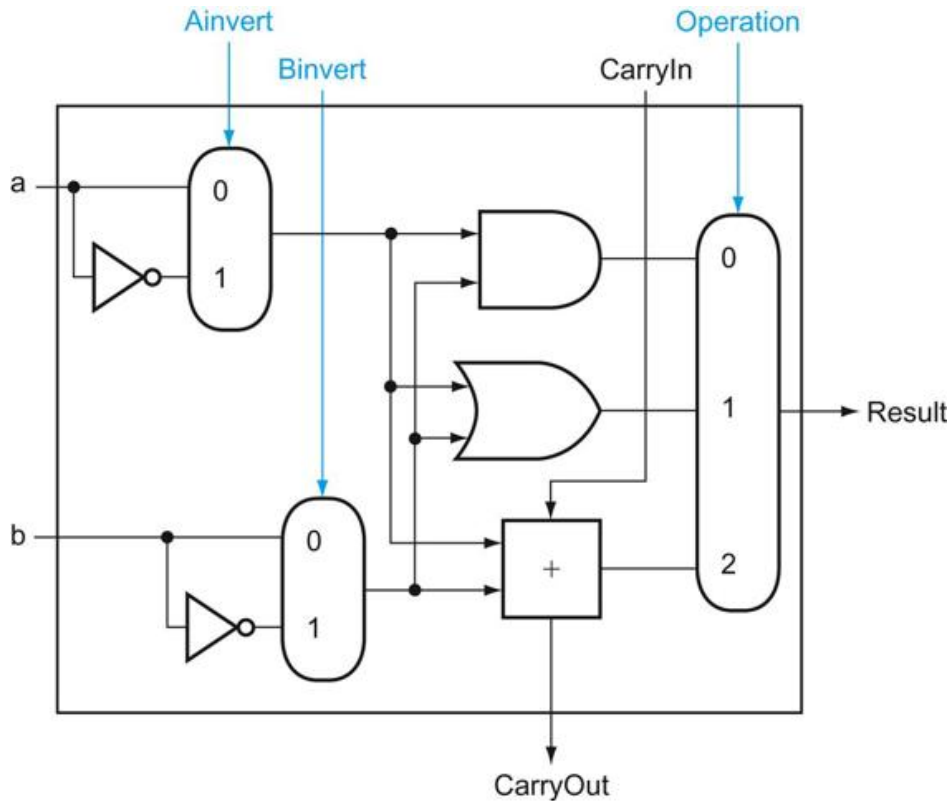 Ainvert
Operation
Binvert
CarryIn
a
0
1
0
1
Result
b
0
1
+
2
CarryOut